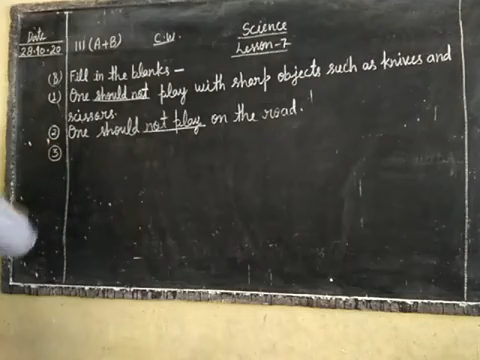 Date
28.10.20
III (A+B) C.W. Science
Lesson-7
(B) Fill in the blanks —
(1) One should not play with sharp objects such as knives and
scissors.
(2) One should not play on the road.
(3)